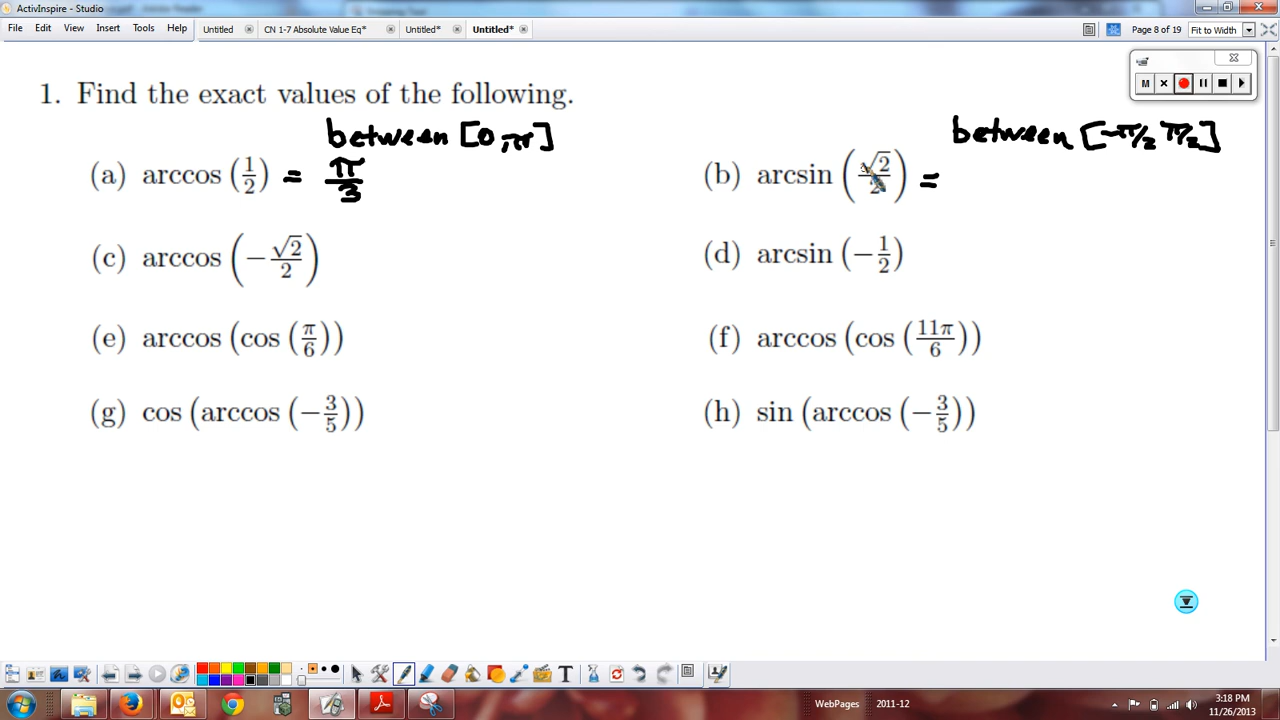 ActivInspire - Studio
File Edit View Insert Tools Help
Untitled
CN 1-7 Absolute Value Eq*
Untitled*
Untitled*
Page 8 of 19
Fit to Width
M
1. Find the exact values of the following.
between [0, π]
between [-π/2 π/2]
(a) arccos (1/2) = π/3
(b) arcsin (√2/2) =
(c) arccos (−√2/2)
(d) arcsin (−1/2)
(e) arccos (cos (π/6))
(f) arccos (cos (11π/6))
(g) cos (arccos (−3/5))
(h) sin (arccos (−3/5))
WebPages
2011-12
3:18 PM
11/26/2013